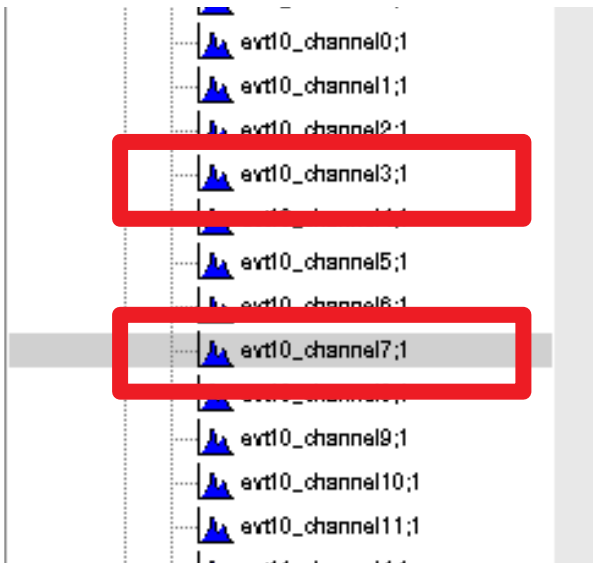 evt10_channel0;1
evt10_channel1;1
evt10_channel2;1
evt10_channel3;1
evt10_channel5;1
evt10_channel6;1
evt10_channel7;1
evt10_channel9;1
evt10_channel10;1
evt10_channel11;1